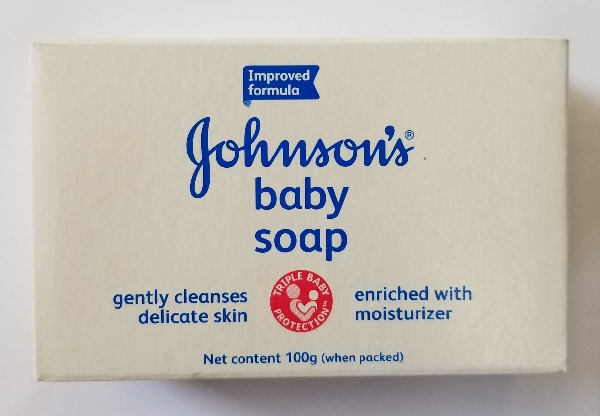 Improved
formula
Johnson's®
baby
soap
gently cleanses
delicate skin
TRIPLE BABY
PROTECTION™
enriched with
moisturizer
Net content 100g (when packed)